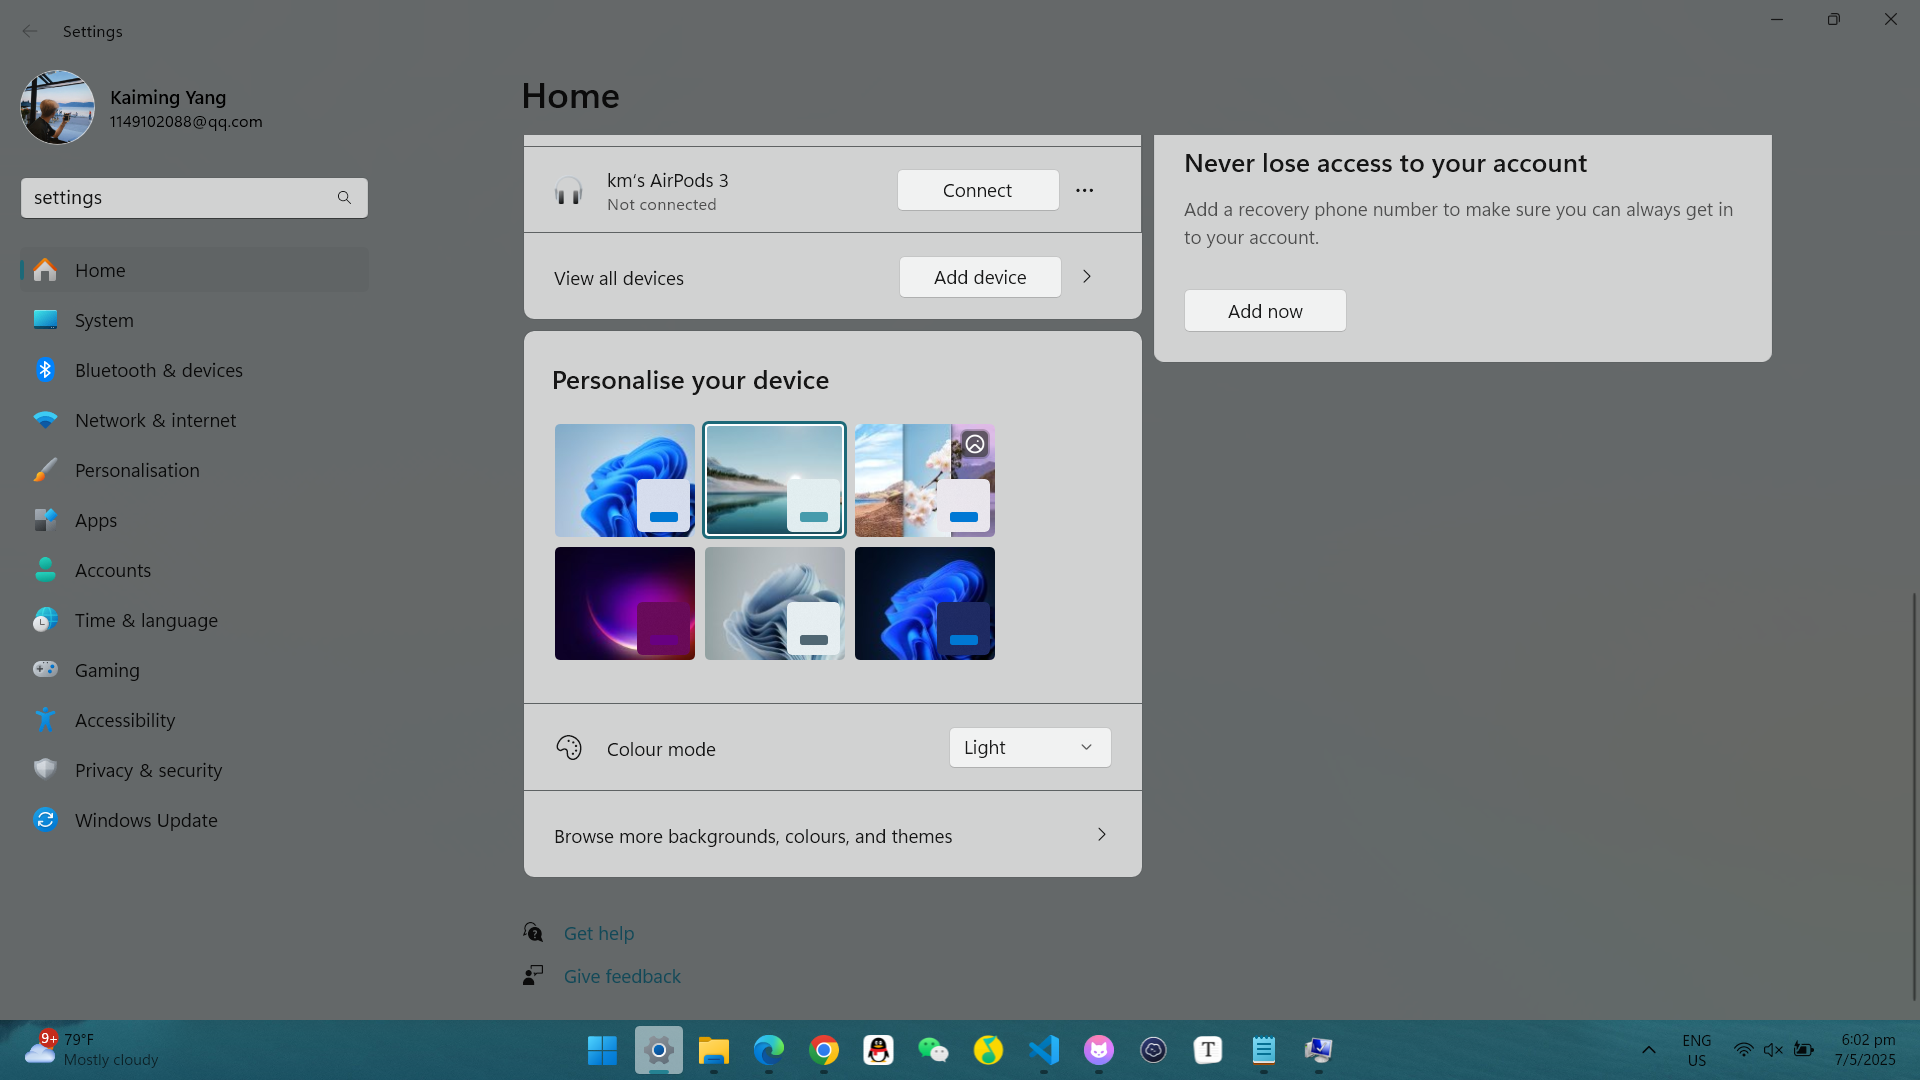 Settings
Kaiming Yang
1149102088@qq.com
settings
Home
System
Bluetooth & devices
Network & internet
Personalisation
Apps
Accounts
Time & language
Gaming
Accessibility
Privacy & security
Windows Update
Home
km's AirPods 3
Not connected
Connect
View all devices
Add device
Personalise your device
Colour mode
Light
Browse more backgrounds, colours, and themes
Get help
Give feedback
Never lose access to your account
Add a recovery phone number to make sure you can always get in
to your account.
Add now
9+
79°F
Mostly cloudy
T
ENG
US
6:02 pm
7/5/2025